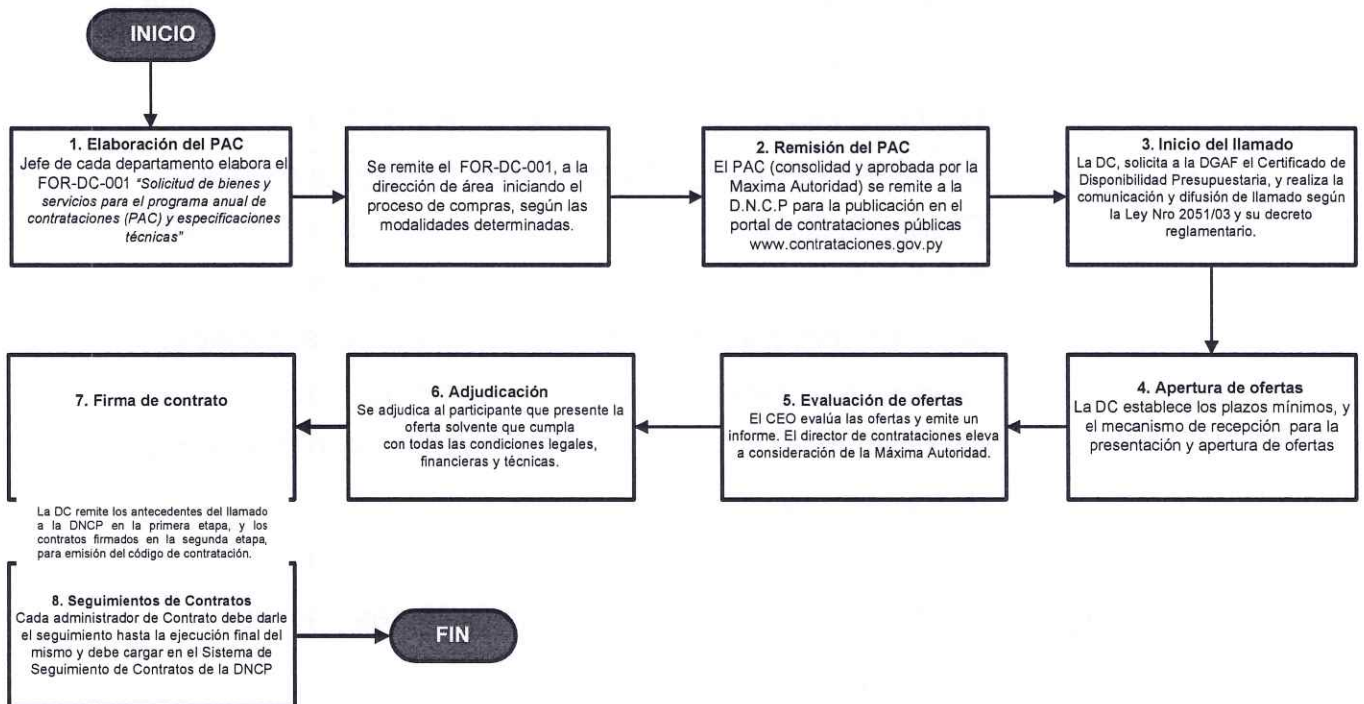 INICIO
1. Elaboración del PAC
Jefe de cada departamento elabora el
FOR-DC-001 "Solicitud de bienes y
servicios para el programa anual de
contrataciones (PAC) y especificaciones
técnicas"
Se remite el FOR-DC-001, a la
dirección de área iniciando el
proceso de compras, según las
modalidades determinadas.
2. Remisión del PAC
El PAC (consolidad y aprobada por la
Maxima Autoridad) se remite a la
D.N.C.P para la publicación en el
portal de contrataciones públicas
www.contrataciones.gov.py
3. Inicio del llamado
La DC, solicita a la DGAF el Certificado de
Disponibilidad Presupuestaria, y realiza la
comunicación y difusión de llamado según
la Ley Nro 2051/03 y su decreto
reglamentario.
4. Apertura de ofertas
La DC establece los plazos mínimos, y
el mecanismo de recepción para la
presentación y apertura de ofertas
5. Evaluación de ofertas
El CEO evalúa las ofertas y emite un
informe. El director de contrataciones eleva
a consideración de la Máxima Autoridad.
6. Adjudicación
Se adjudica al participante que presente la
oferta solvente que cumpla
con todas las condiciones legales,
financieras y técnicas.
7. Firma de contrato
La DC remite los antecedentes del llamado
a la DNCP en la primera etapa, y los
contratos firmados en la segunda etapa,
para emisión del código de contratación.
8. Seguimientos de Contratos
Cada administrador de Contrato debe darle
el seguimiento hasta la ejecución final del
mismo y debe cargar en el Sistema de
Seguimiento de Contratos de la DNCP
FIN